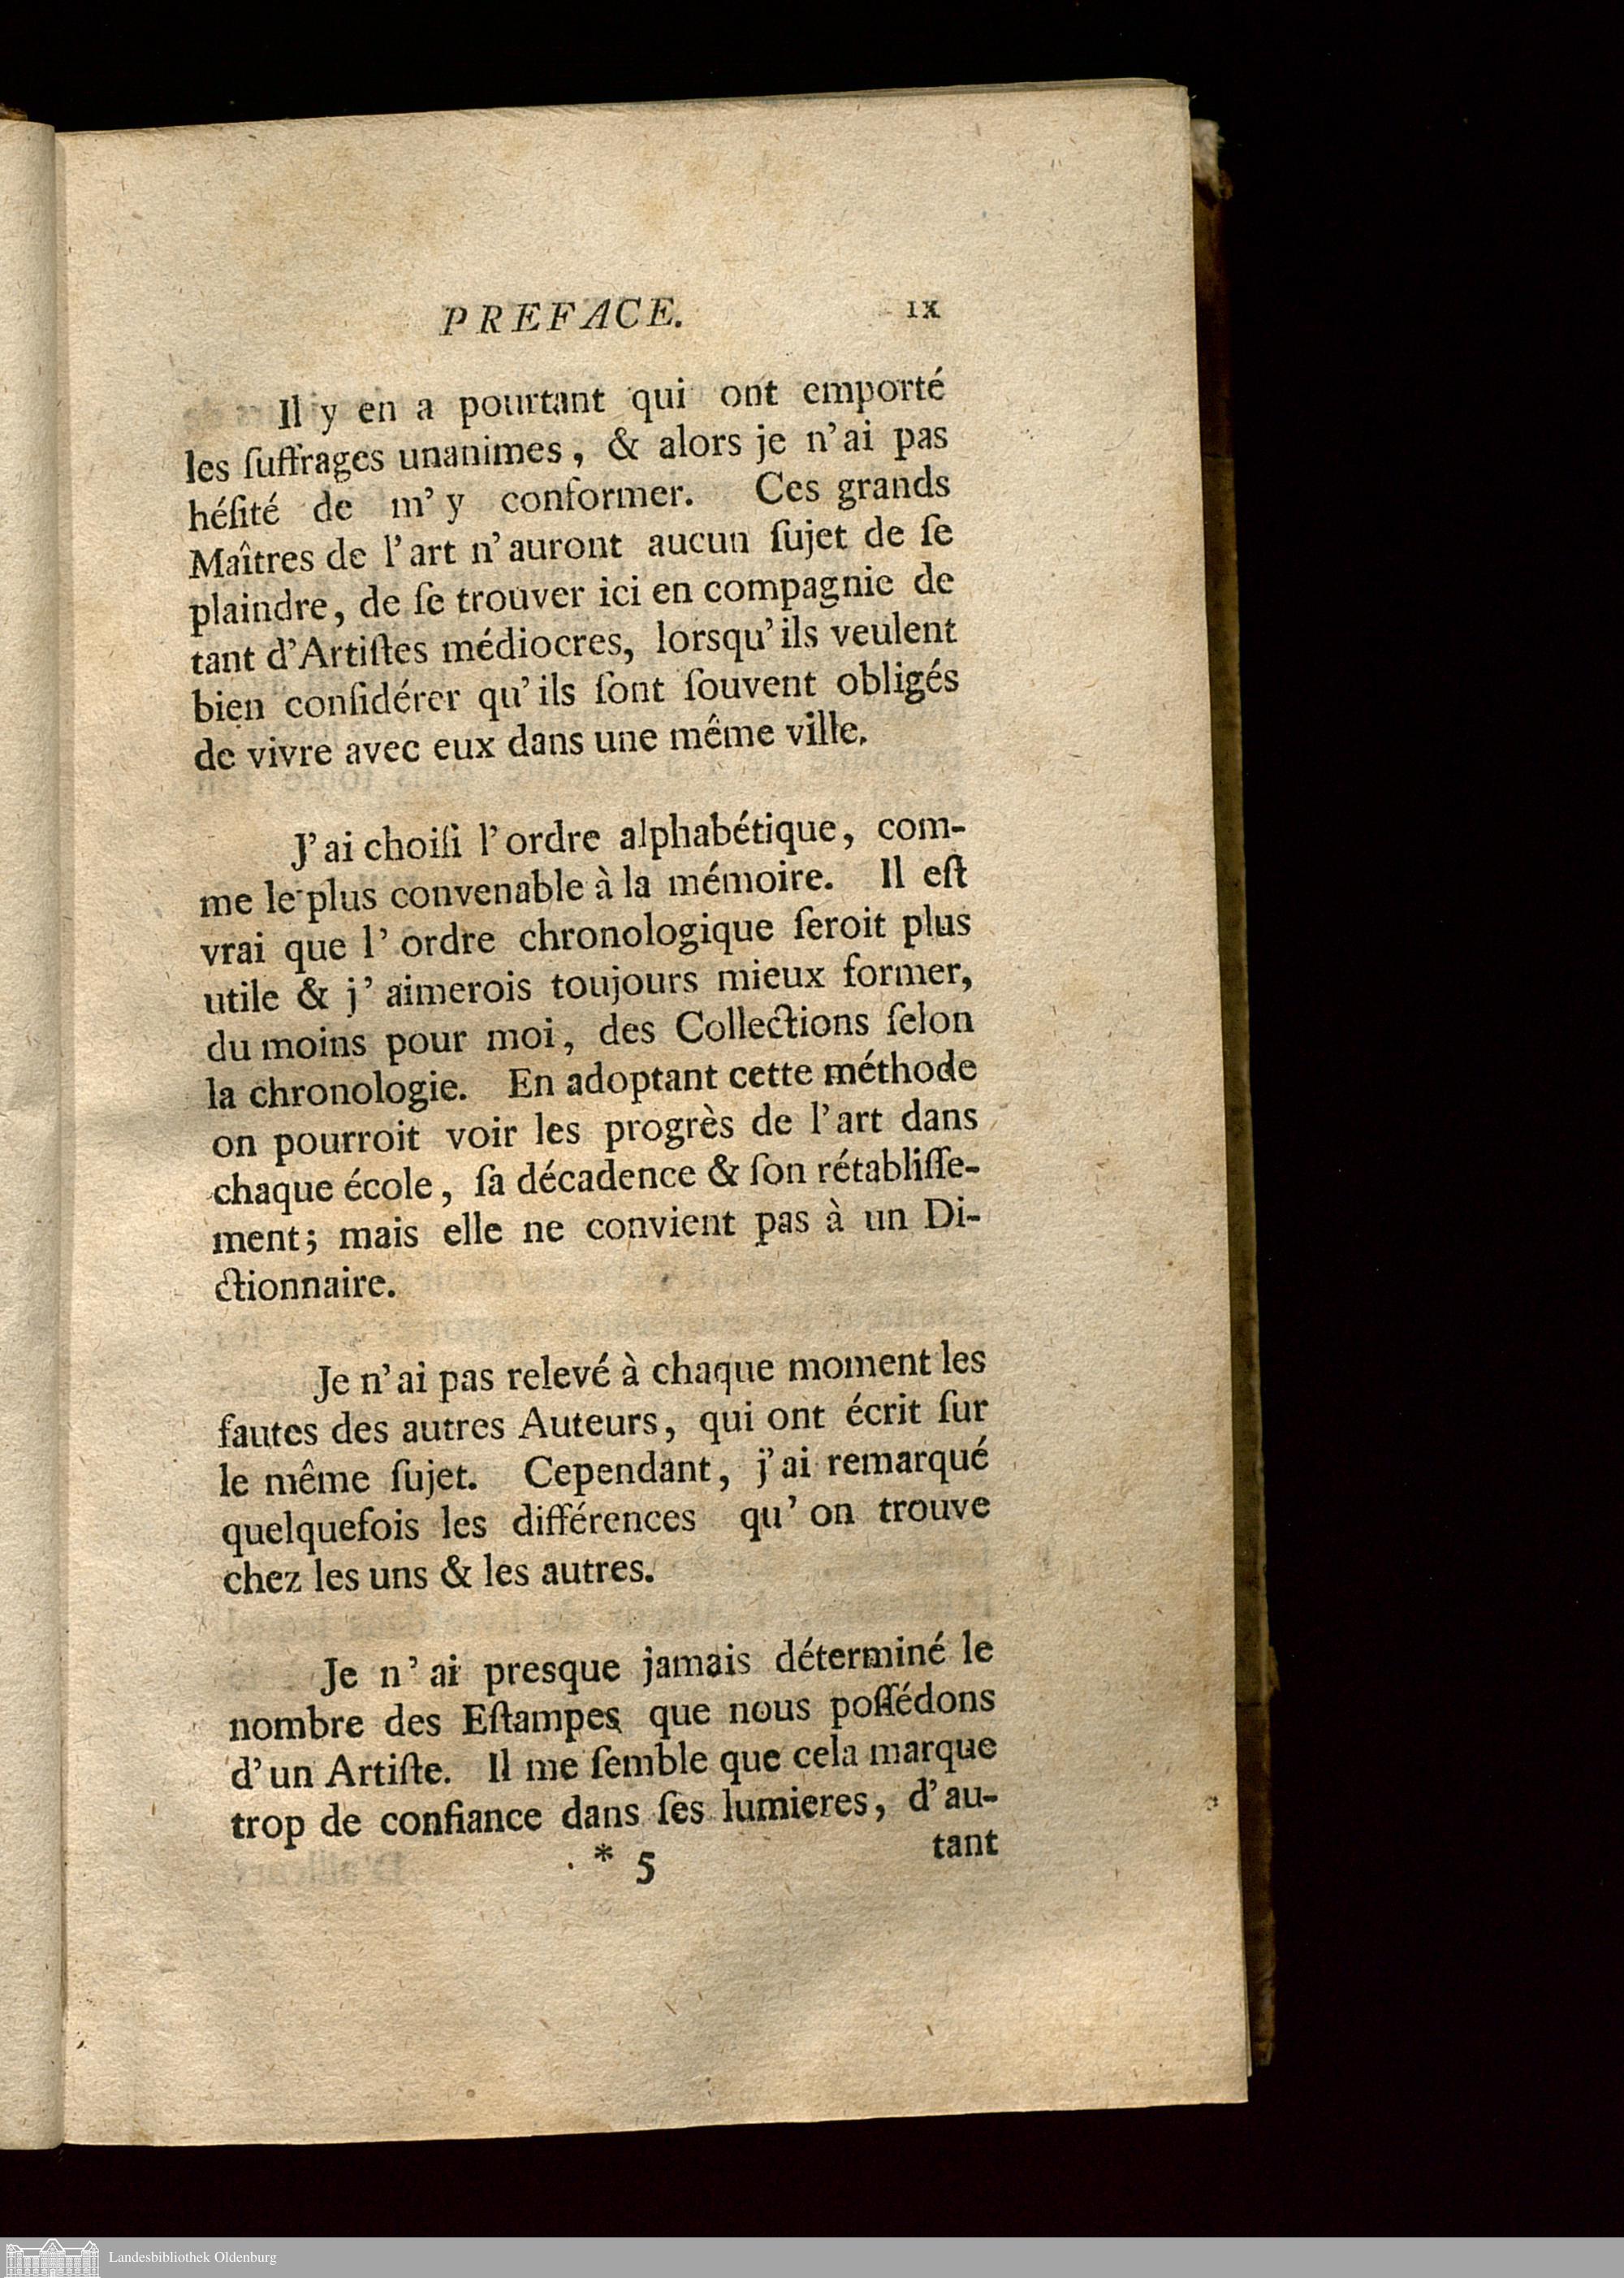 PREFACE. IX
Il y en a pourtant qui ont emporté
les ſuffrages unanimes, & alors je n'ai pas
héſité de m'y conformer. Ces grands
Maîtres de l'art n'auront aucun ſujet de ſe
plaindre, de ſe trouver ici en compagnie de
tant d'Artiſtes médiocres, lorsqu'ils veulent
bien conſidérer qu'ils ſont ſouvent obligés
de vivre avec eux dans une même ville.
J'ai choiſi l'ordre alphabétique, com-
me le plus convenable à la mémoire. Il eſt
vrai que l'ordre chronologique ſeroit plus
utile & j'aimerois toujours mieux former,
du moins pour moi, des Collections ſelon
la chronologie. En adoptant cette méthode
on pourroit voir les progrès de l'art dans
chaque école, ſa décadence & ſon rétabliſſe-
ment; mais elle ne convient pas à un Di-
ctionnaire.
Je n'ai pas relevé à chaque moment les
fautes des autres Auteurs, qui ont écrit ſur
le même ſujet. Cependant, j'ai remarqué
quelquefois les différences qu'on trouve
chez les uns & les autres.
Je n'ai presque jamais déterminé le
nombre des Eſtampes que nous poſſédons
d'un Artiſte. Il me ſemble que cela marque
trop de confiance dans ſes lumieres, d'au-
* 5 tant
Landesbibliothek Oldenburg